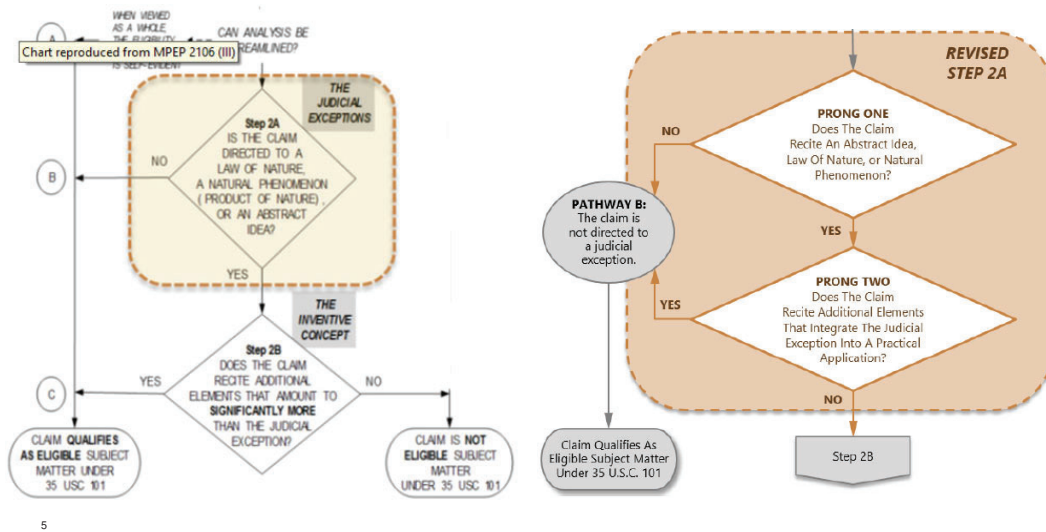 WHEN VIEWED
AS A WHOLE,
THE ELIGIBILITY
IS SELF-EVIDENT
CAN ANALYSIS BE
STREAMLINED?
A
Chart reproduced from MPEP 2106 (III)
THE
JUDICIAL
EXCEPTIONS
Step 2A
IS THE CLAIM
DIRECTED TO A
LAW OF NATURE,
A NATURAL PHENOMENON
( PRODUCT OF NATURE) ,
OR AN ABSTRACT
IDEA?
NO
B
YES
THE
INVENTIVE
CONCEPT
Step 2B
DOES THE CLAIM
RECITE ADDITIONAL
ELEMENTS THAT AMOUNT TO
SIGNIFICANTLY MORE
THAN THE JUDICIAL
EXCEPTION?
YES
NO
C
CLAIM QUALIFIES
AS ELIGIBLE SUBJECT
MATTER UNDER
35 USC 101
CLAIM IS NOT
ELIGIBLE SUBJECT
MATTER
UNDER 35 USC 101
REVISED
STEP 2A
PRONG ONE
Does The Claim
Recite An Abstract Idea,
Law Of Nature, or Natural
Phenomenon?
NO
YES
PATHWAY B:
The claim is
not directed to
a judicial
exception.
PRONG TWO
Does The Claim
Recite Additional Elements
That Integrate The Judicial
Exception Into A Practical
Application?
YES
NO
Claim Qualifies As
Eligible Subject Matter
Under 35 U.S.C. 101
Step 2B
5